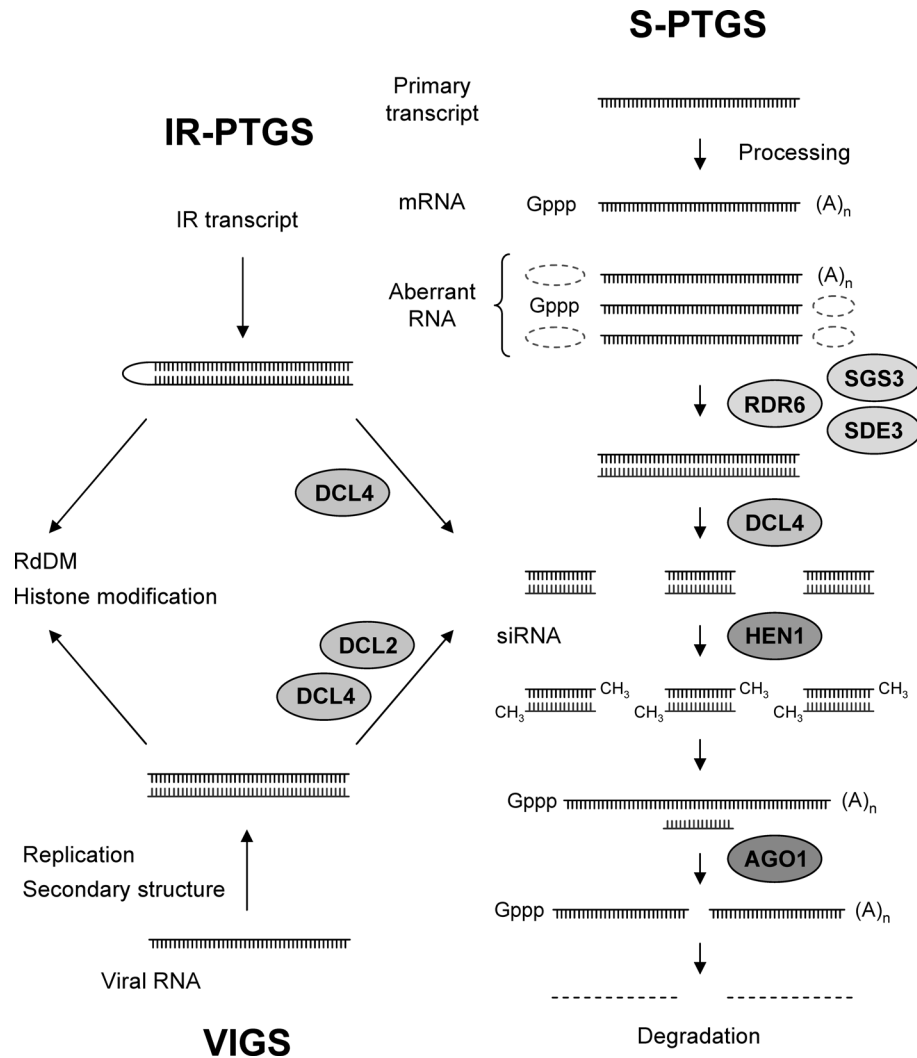 S-PTGS
Primary
transcript
Processing
mRNA
Gppp
(A)n
Aberrant
RNA
(A)n
Gppp
RDR6
SGS3
SDE3
DCL4
siRNA
HEN1
CH3
CH3
CH3
CH3
CH3
CH3
Gppp
(A)n
AGO1
Gppp
(A)n
Degradation
IR-PTGS
IR transcript
DCL4
RdDM
Histone modification
DCL2
DCL4
Replication
Secondary structure
Viral RNA
VIGS